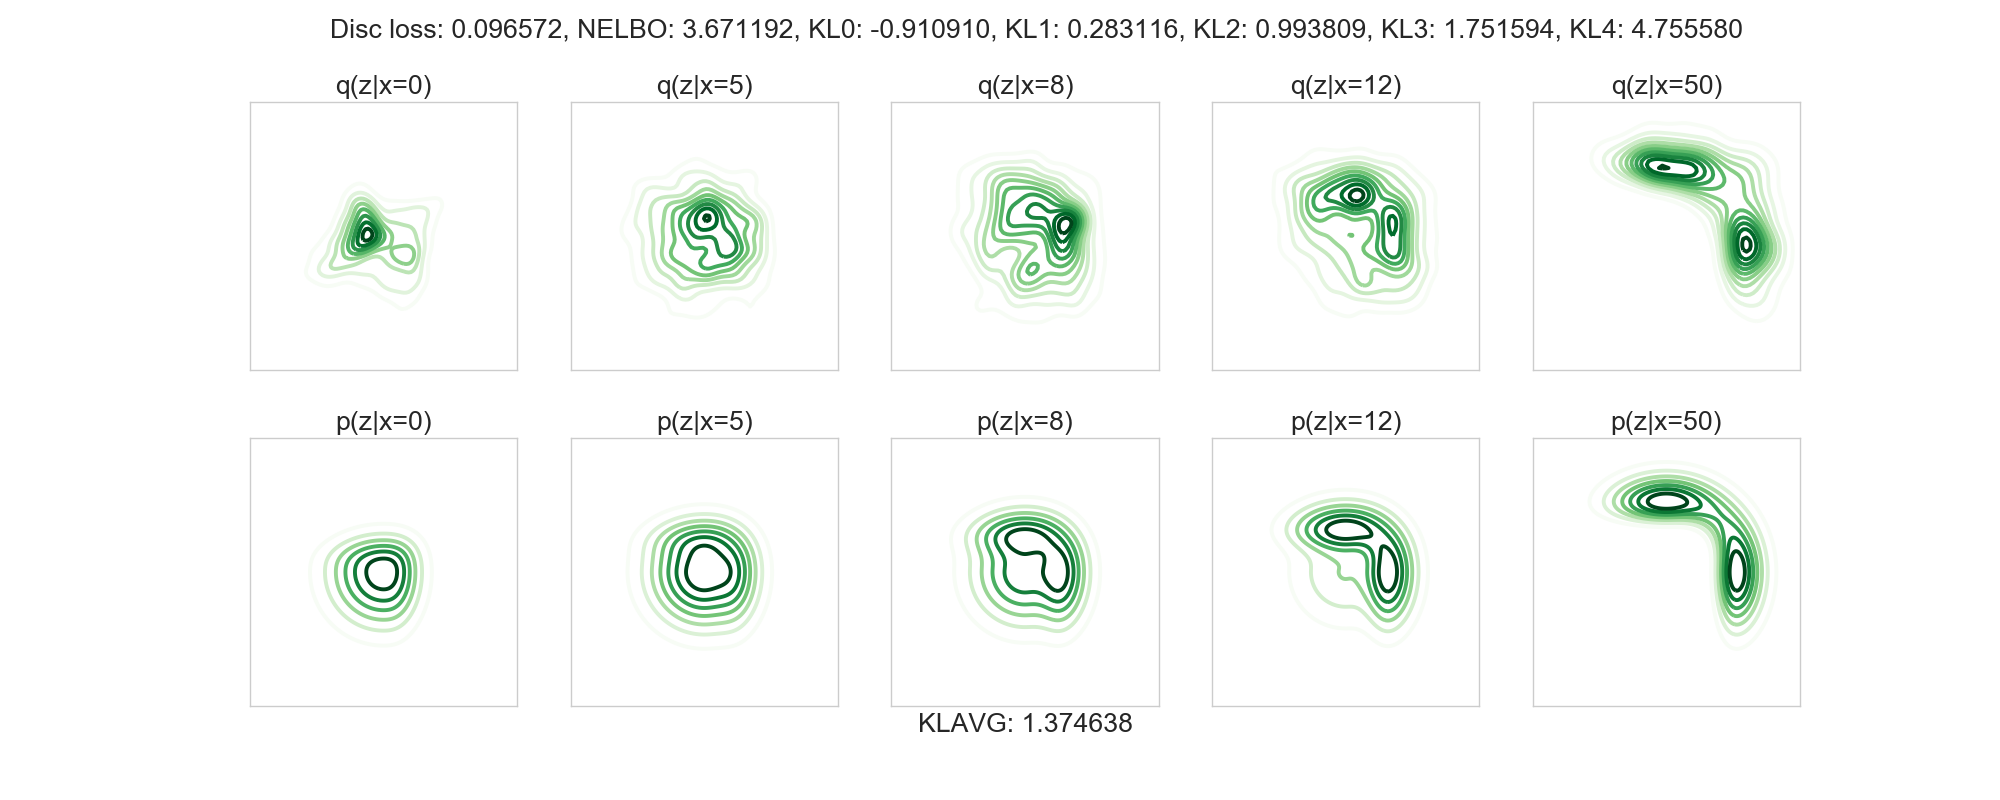 Disc loss: 0.096572, NELBO: 3.671192, KL0: -0.910910, KL1: 0.283116, KL2: 0.993809, KL3: 1.751594, KL4: 4.755580
q(z|x=0) q(z|x=5) q(z|x=8) q(z|x=12) q(z|x=50)
p(z|x=0) p(z|x=5) p(z|x=8) p(z|x=12) p(z|x=50)
KLAVG: 1.374638